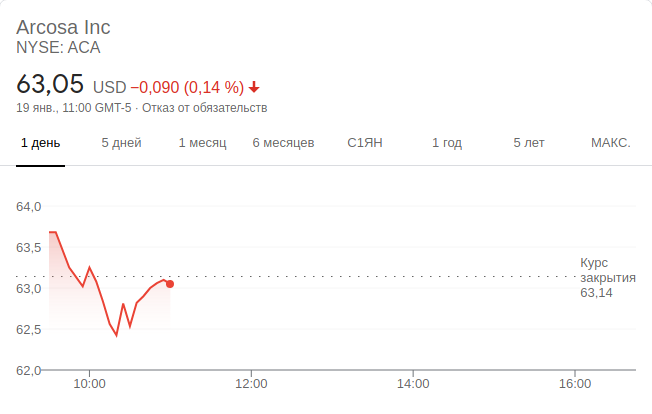 Arcosa Inc
NYSE: ACA
63,05 USD −0,090 (0,14 %)
19 янв., 11:00 GMT-5 · Отказ от обязательств
1 день 5 дней 1 месяц 6 месяцев С1ЯН 1 год 5 лет МАКС.
64,0
63,5
63,0
62,5
62,0
Курс
закрытия
63,14
10:00 12:00 14:00 16:00